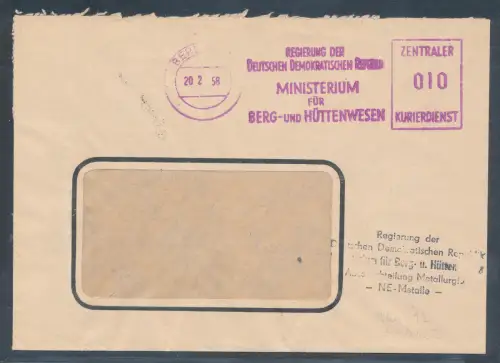 BERL
20 2 58
REGIERUNG DER
DEUTSCHEN DEMOKRATISCHEN REPUBLIK
MINISTERIUM
FÜR
BERG- UND HÜTTENWESEN
ZENTRALER
010
KURIERDIENST
Regierung der
Deutschen Demokratischen Republik
für Berg- u. Hütten
Metallurgie
— NE-Metalle —